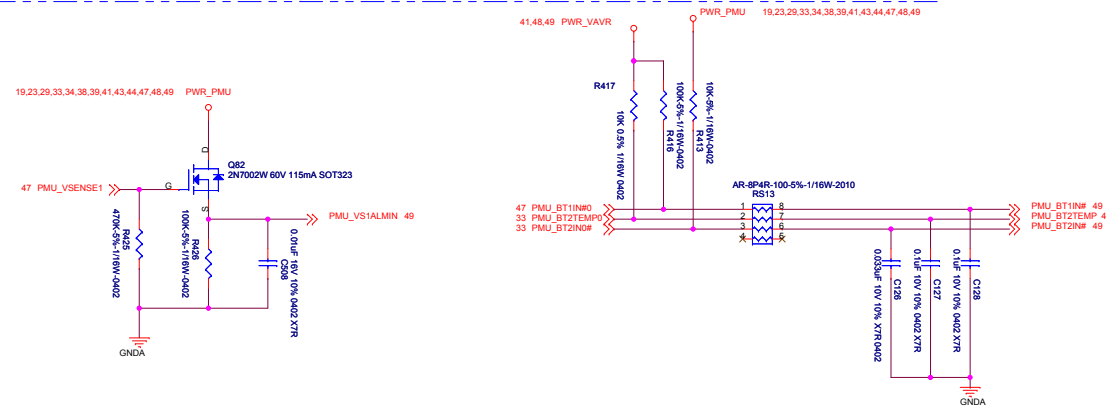 41,48,49 PWR_VAVR
PWR_PMU 19,23,29,33,34,38,39,41,43,44,47,48,49
19,23,29,33,34,38,39,41,43,44,47,48,49 PWR_PMU
D
Q82
2N7002W 60V 115mA SOT323
G
S
47 PMU_VSENSE1
PMU_VS1ALMIN 49
R425
470K-5%-1/16W-0402
R426
100K-5%-1/16W-0402
C508
0.01uF 16V 10% 0402 X7R
GNDA
R417
10K 0.5% 1/16W 0402
R416
100K-5%-1/16W-0402
R413
10K-5%-1/16W-0402
AR-8P4R-100-5%-1/16W-2010
RS13
47 PMU_BT1IN#0
33 PMU_BT2TEMP0
33 PMU_BT2IN0#
1
2
3
4
8
7
6
5
PMU_BT1IN# 49
PMU_BT2TEMP 4
PMU_BT2IN# 49
C126
0.033uF 10V 10% X7R 0402
C127
0.1uF 10V 10% 0402 X7R
C128
0.1uF 10V 10% 0402 X7R
GNDA